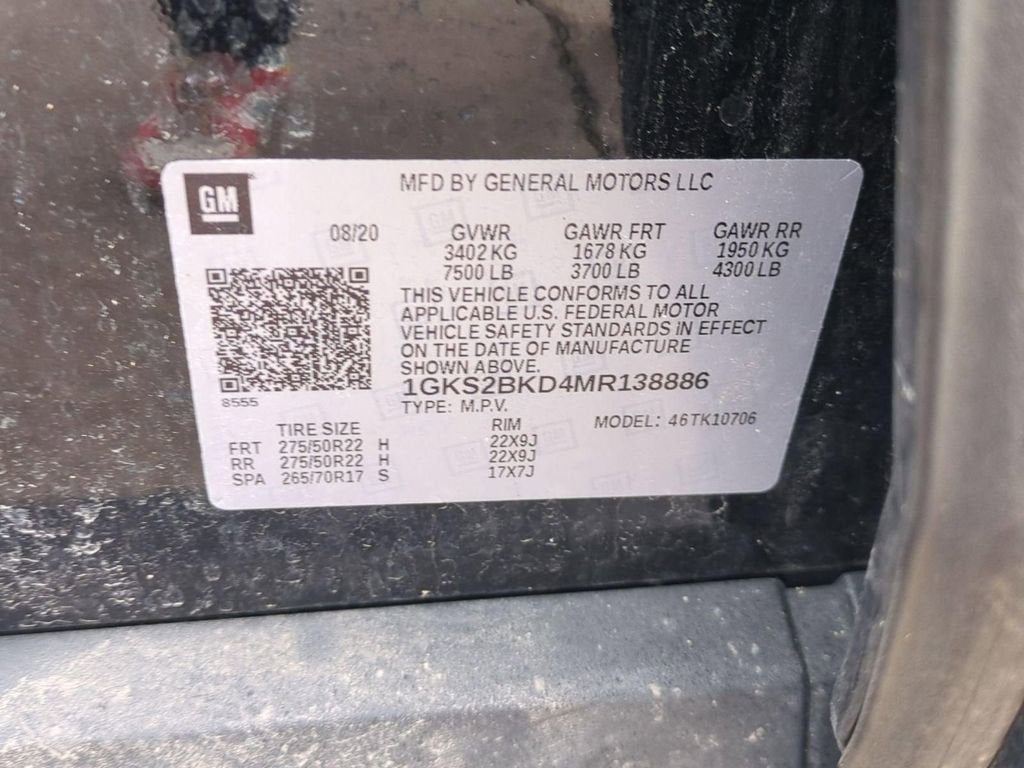 GM
MFD BY GENERAL MOTORS LLC
08/20 GVWR GAWR FRT GAWR RR
3402 KG 1678 KG 1950 KG
7500 LB 3700 LB 4300 LB
THIS VEHICLE CONFORMS TO ALL
APPLICABLE U.S. FEDERAL MOTOR
VEHICLE SAFETY STANDARDS IN EFFECT
ON THE DATE OF MANUFACTURE
SHOWN ABOVE.
1GKS2BKD4MR138886
8555
TYPE: M.P.V. MODEL: 46TK10706
TIRE SIZE RIM
FRT 275/50R22 H 22X9J
RR 275/50R22 H 22X9J
SPA 265/70R17 S 17X7J